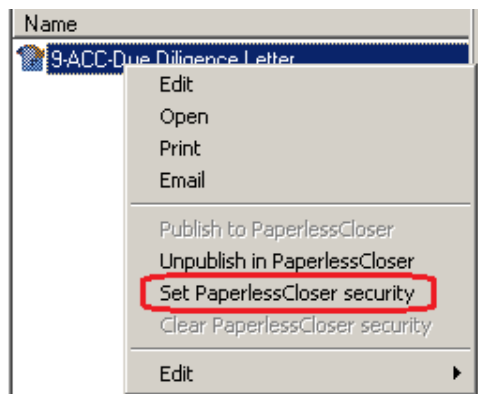 Name
9-ACC-Due Diligence Letter
Edit
Open
Print
Email
Publish to PaperlessCloser
Unpublish in PaperlessCloser
Set PaperlessCloser security
Clear PaperlessCloser security
Edit